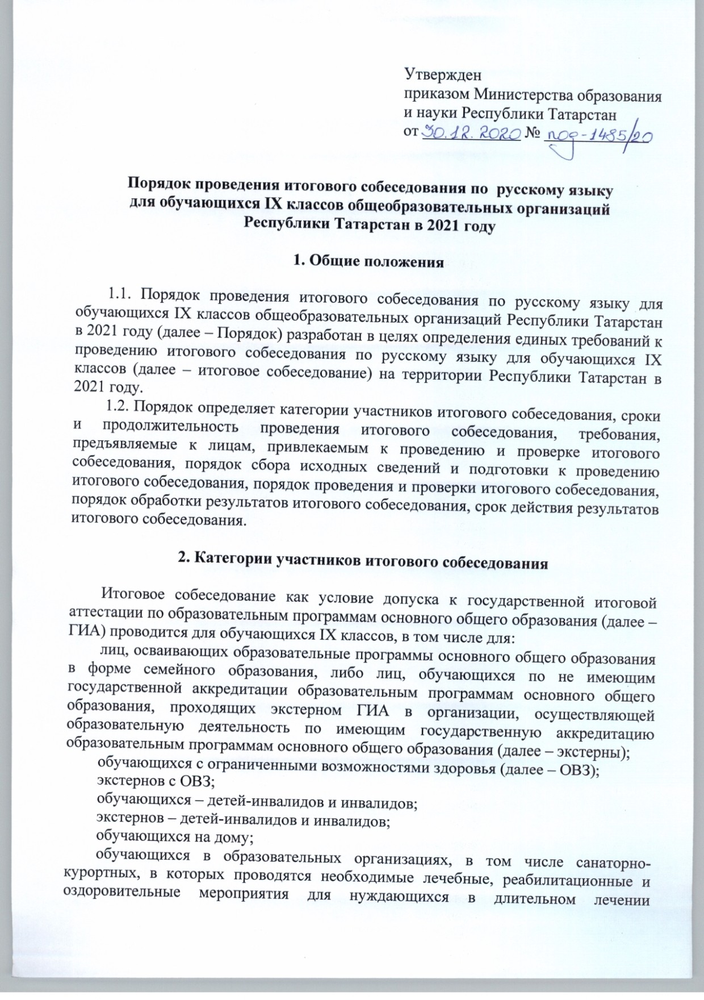 Утвержден
приказом Министерства образования
и науки Республики Татарстан
от 30.12.2020 № под-1485/20
Порядок проведения итогового собеседования по русскому языку
для обучающихся IX классов общеобразовательных организаций
Республики Татарстан в 2021 году
1. Общие положения
1.1. Порядок проведения итогового собеседования по русскому языку для
обучающихся IX классов общеобразовательных организаций Республики Татарстан
в 2021 году (далее – Порядок) разработан в целях определения единых требований к
проведению итогового собеседования по русскому языку для обучающихся IX
классов (далее – итоговое собеседование) на территории Республики Татарстан в
2021 году.
1.2. Порядок определяет категории участников итогового собеседования, сроки
и продолжительность проведения итогового собеседования, требования,
предъявляемые к лицам, привлекаемым к проведению и проверке итогового
собеседования, порядок сбора исходных сведений и подготовки к проведению
итогового собеседования, порядок проведения и проверки итогового собеседования,
порядок обработки результатов итогового собеседования, срок действия результатов
итогового собеседования.
2. Категории участников итогового собеседования
Итоговое собеседование как условие допуска к государственной итоговой
аттестации по образовательным программам основного общего образования (далее –
ГИА) проводится для обучающихся IX классов, в том числе для:
лиц, осваивающих образовательные программы основного общего образования
в форме семейного образования, либо лиц, обучающихся по не имеющим
государственной аккредитации образовательным программам основного общего
образования, проходящих экстерном ГИА в организации, осуществляющей
образовательную деятельность по имеющим государственную аккредитацию
образовательным программам основного общего образования (далее – экстерны);
обучающихся с ограниченными возможностями здоровья (далее – ОВЗ);
экстернов с ОВЗ;
обучающихся – детей-инвалидов и инвалидов;
экстернов – детей-инвалидов и инвалидов;
обучающихся на дому;
обучающихся в образовательных организациях, в том числе санаторно-
курортных, в которых проводятся необходимые лечебные, реабилитационные и
оздоровительные мероприятия для нуждающихся в длительном лечении